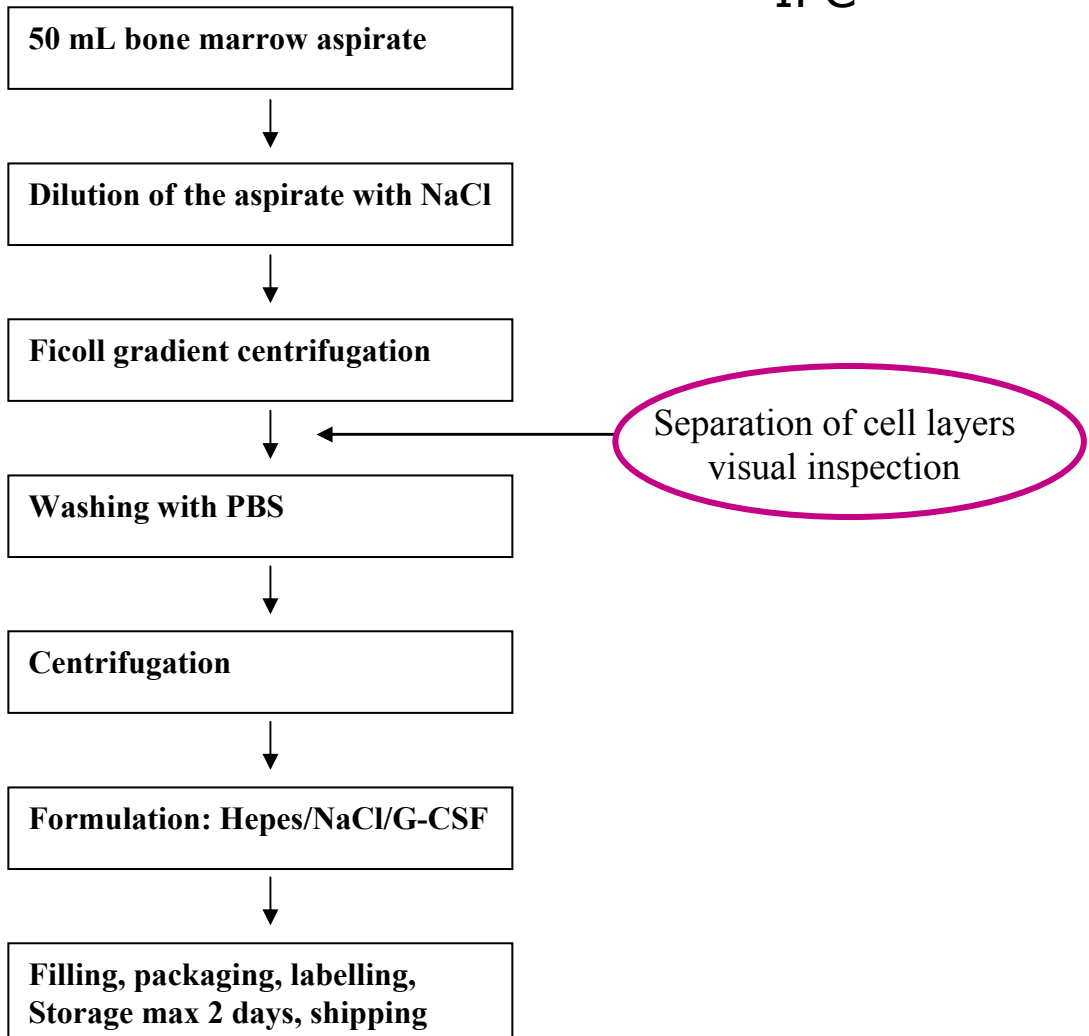 IPC
50 mL bone marrow aspirate
Dilution of the aspirate with NaCl
Ficoll gradient centrifugation
Separation of cell layers
visual inspection
Washing with PBS
Centrifugation
Formulation: Hepes/NaCl/G-CSF
Filling, packaging, labelling,
Storage max 2 days, shipping